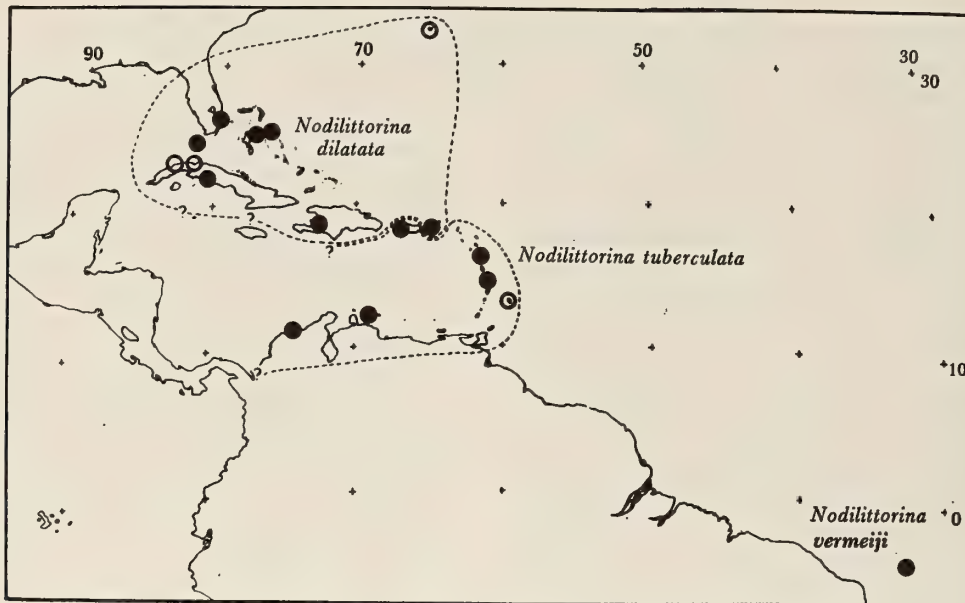 90
70
50
30
30
Nodilittorina
dilatata
?
?
?
Nodilittorina tuberculata
?
10
Nodilittorina
vermeiji
0